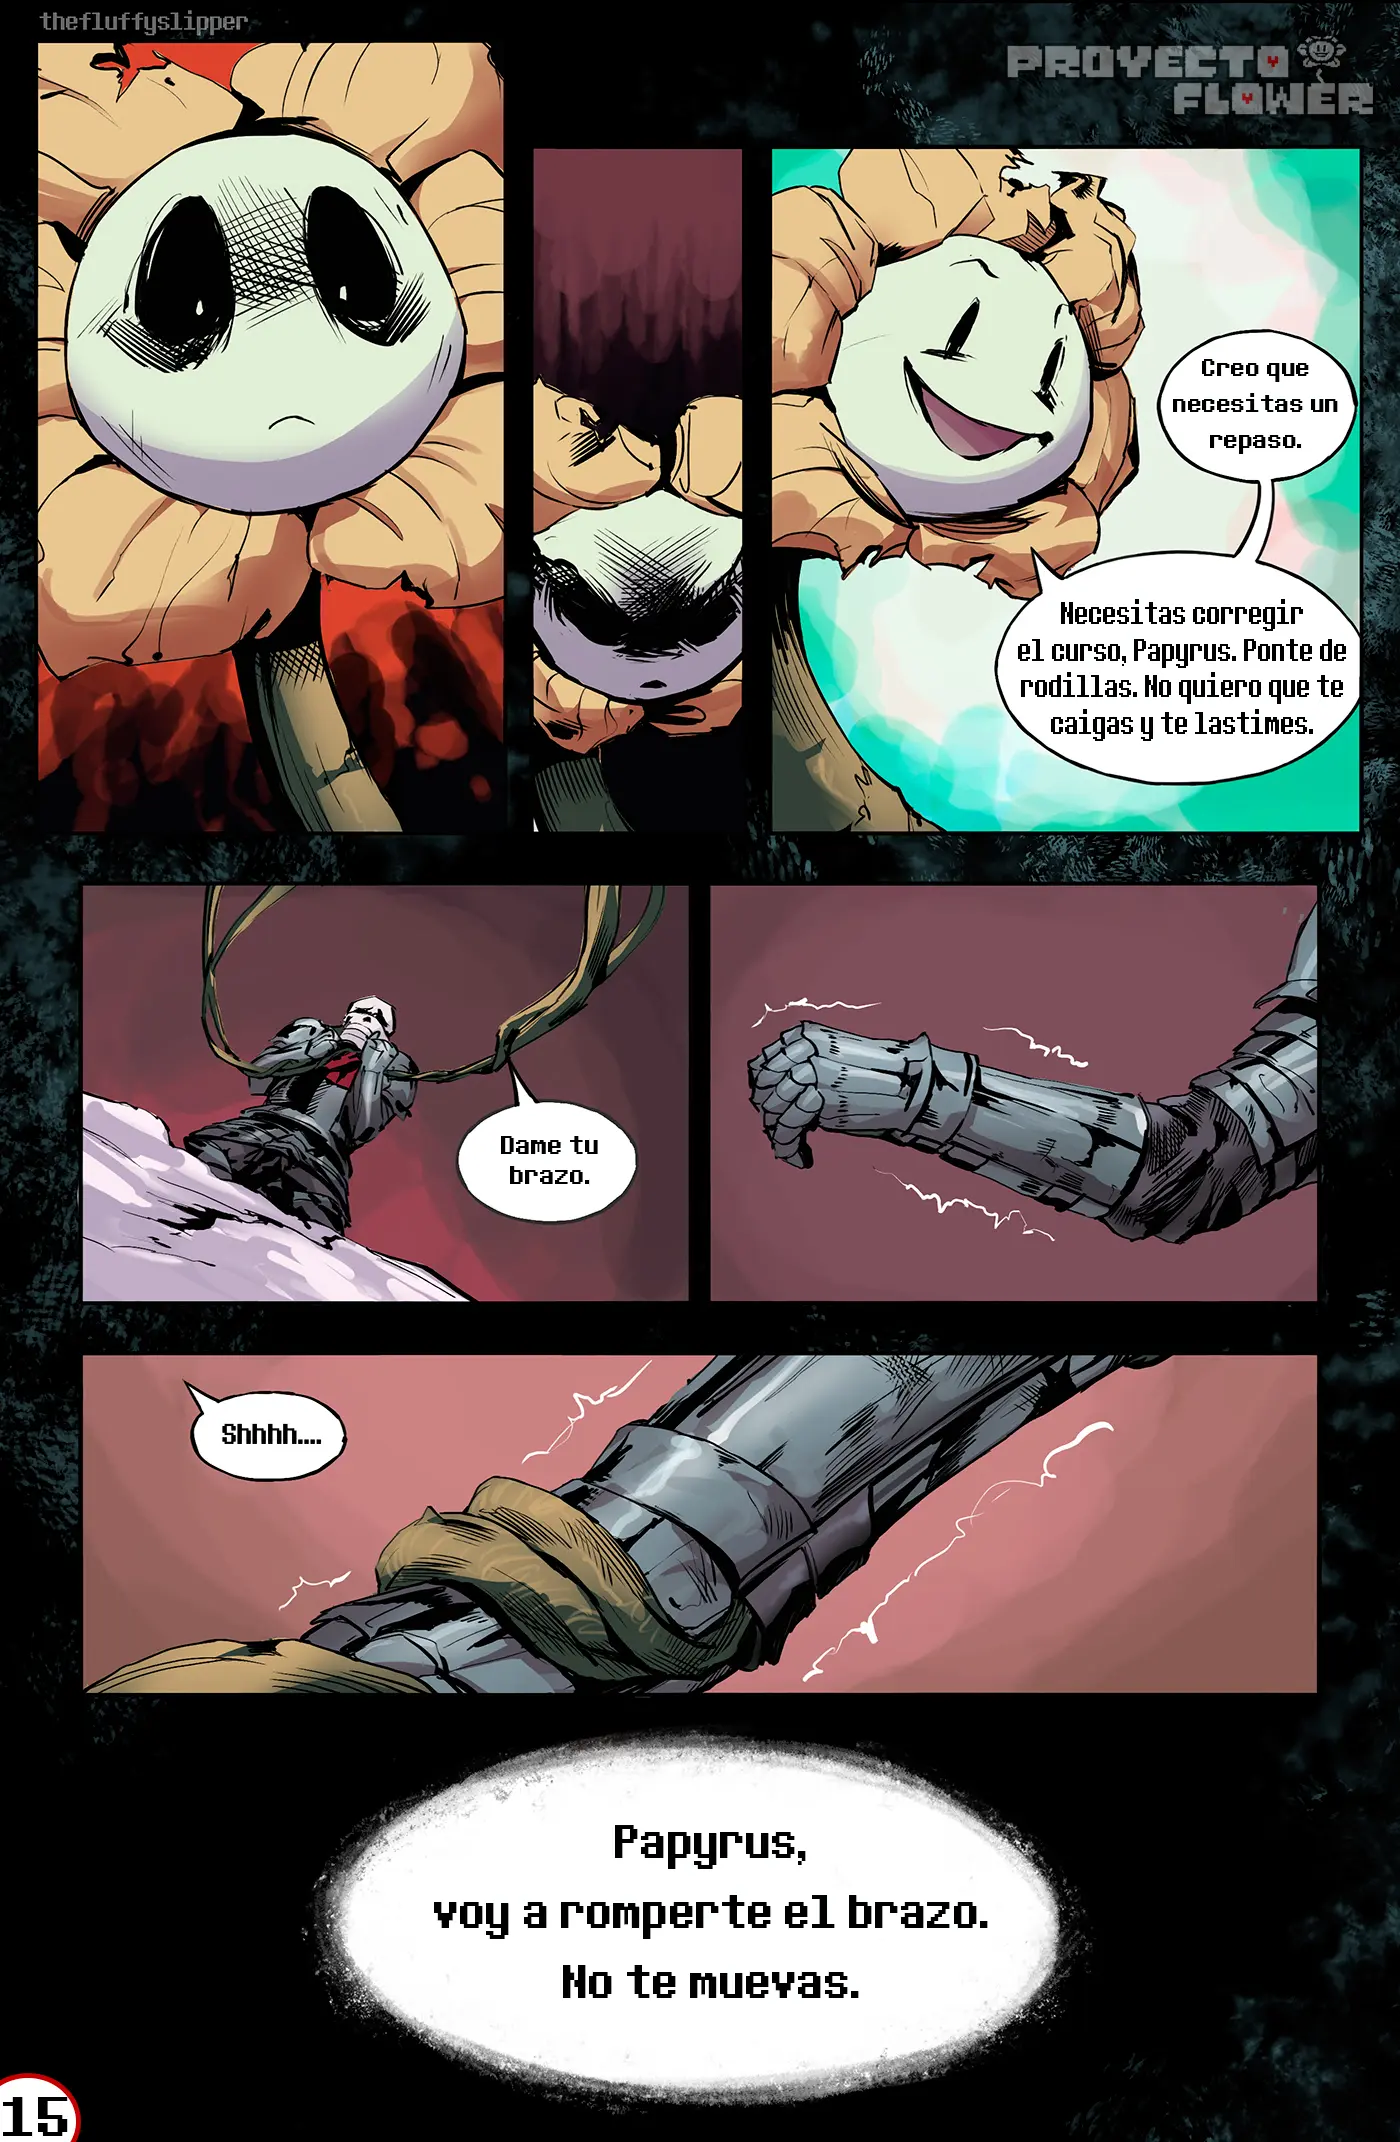 thefluffyslipper
PROYECTO
FLOWER
Creo que
necesitas un
repaso.
Necesitas corregir
el curso, Papyrus. Ponte de
rodillas. No quiero que te
caigas y te lastimes.
Dame tu
brazo.
Shhhh....
Papyrus,
voy a romperte el brazo.
No te muevas.
15